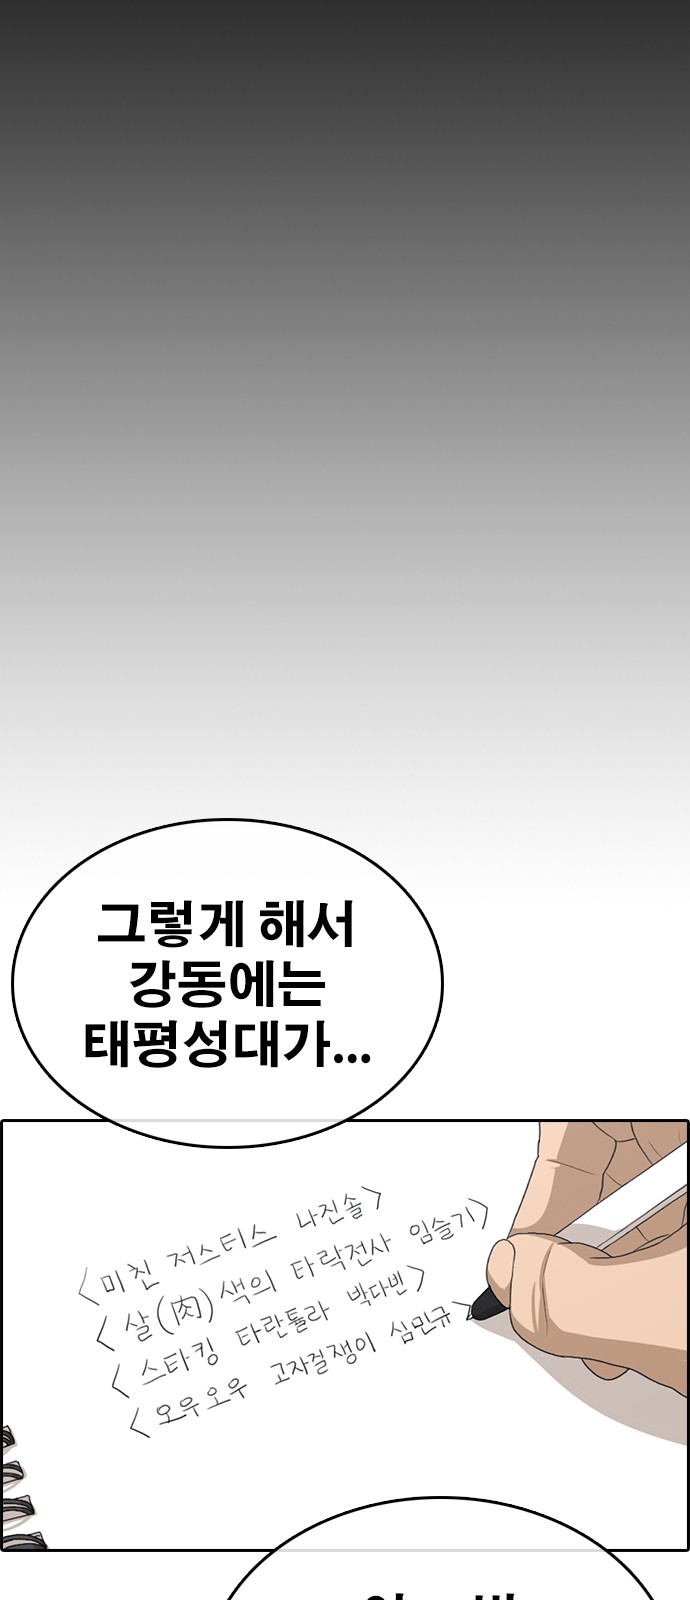 그렇게 해서
강동에는
태평성대가...
<미친 저스티스 나진솔>
<살(肉)색의 타락전사 임슬기>
<스타킹 타란툴라 박다빈>
<오우오우 고자걸쟁이 심민규>